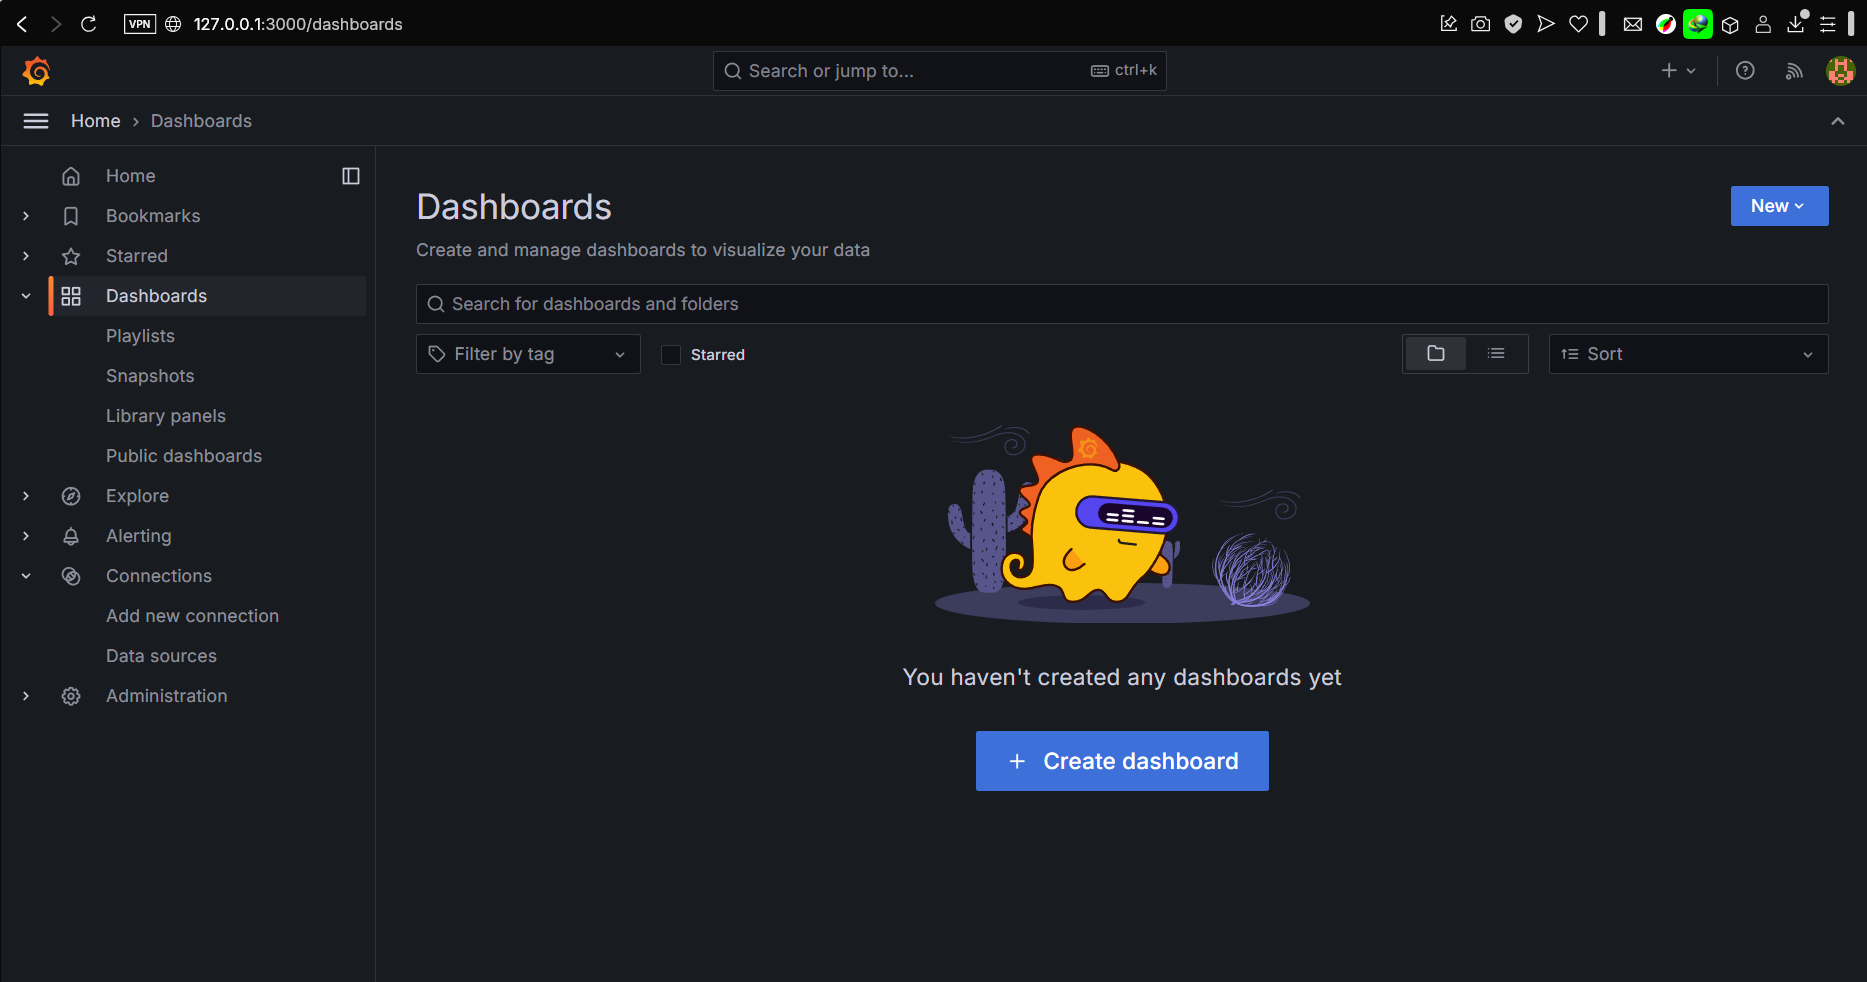 VPN 127.0.0.1:3000/dashboards
Search or jump to... ctrl+k
Home › Dashboards
Home
Bookmarks
Starred
Dashboards
Playlists
Snapshots
Library panels
Public dashboards
Explore
Alerting
Connections
Add new connection
Data sources
Administration
Dashboards
New
Create and manage dashboards to visualize your data
Search for dashboards and folders
Filter by tag
Starred
Sort
You haven't created any dashboards yet
+ Create dashboard